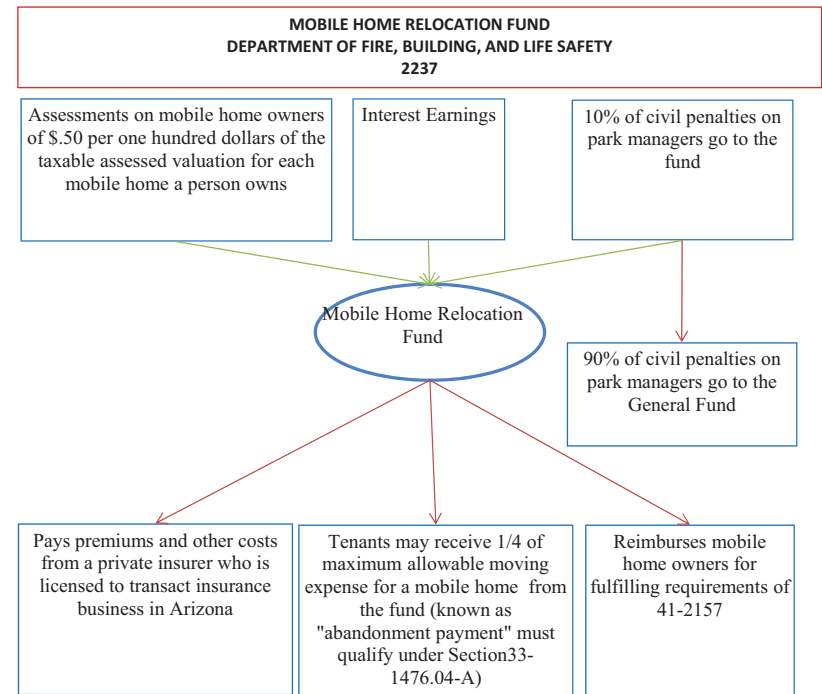 MOBILE HOME RELOCATION FUND
DEPARTMENT OF FIRE, BUILDING, AND LIFE SAFETY
2237
Assessments on mobile home owners
of $.50 per one hundred dollars of the
taxable assessed valuation for each
mobile home a person owns
Interest Earnings
10% of civil penalties on
park managers go to the
fund
Mobile Home Relocation
Fund
90% of civil penalties on
park managers go to the
General Fund
Pays premiums and other costs
from a private insurer who is
licensed to transact insurance
business in Arizona
Tenants may receive 1/4 of
maximum allowable moving
expense for a mobile home from
the fund (known as
"abandonment payment" must
qualify under Section33-
1476.04-A)
Reimburses mobile
home owners for
fulfilling requirements of
41-2157